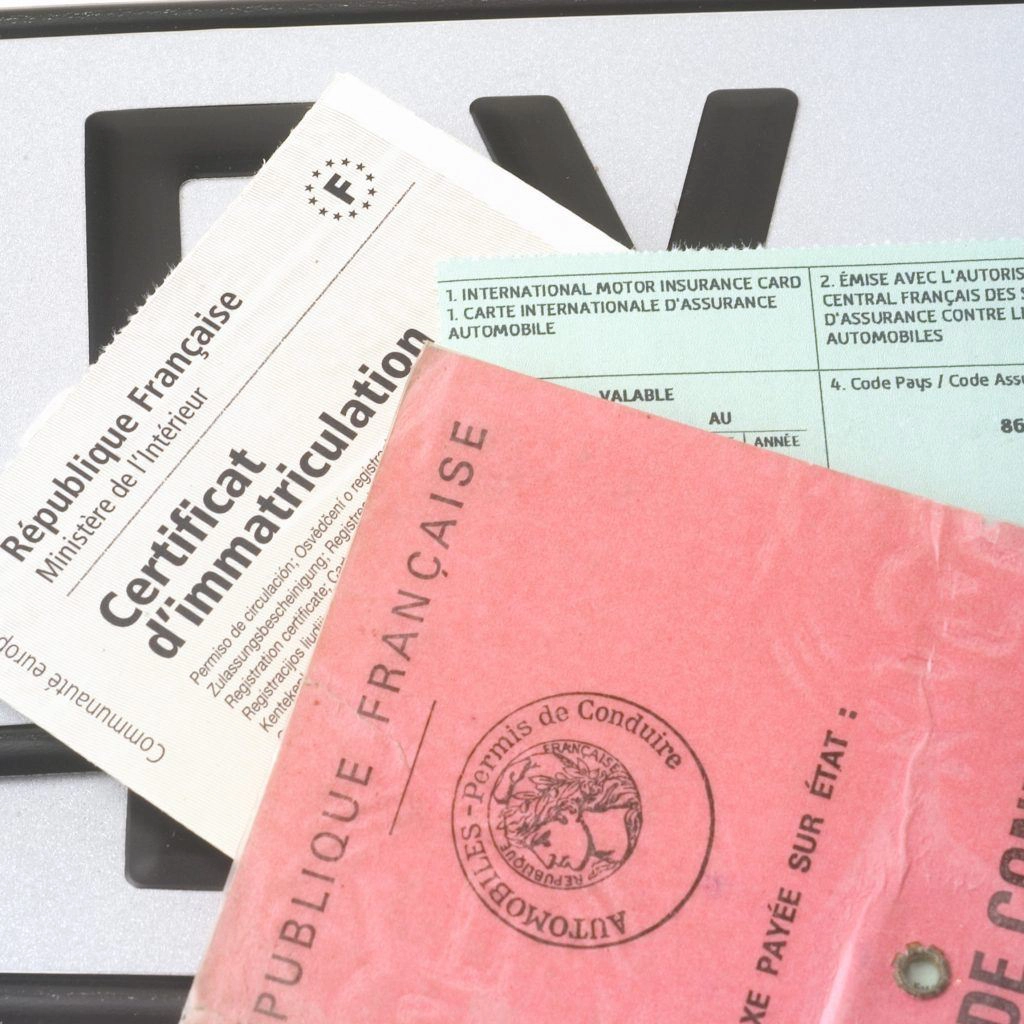 F
République Française
Ministère de l'Intérieur
Certificat
d'immatriculation
Permiso de circulación; Osvědčení o registr
Zulassungsbescheinigung; Registre
Registration certificate;
Registracijos liudij
Communauté europ
1. INTERNATIONAL MOTOR INSURANCE CARD
1. CARTE INTERNATIONALE D'ASSURANCE
AUTOMOBILE
2. ÉMISE AVEC L'AUTORIS
CENTRAL FRANÇAIS DES S
D'ASSURANCE CONTRE LE
AUTOMOBILES
VALABLE
AU
ANNÉE
4. Code Pays / Code Assu
86
PUBLIQUE FRANÇAISE
AUTOMOBILES-Permis de Conduire
RÉPUBLIQUE FRANÇAISE
XE PAYÉE SUR ÉTAT :
DE CON